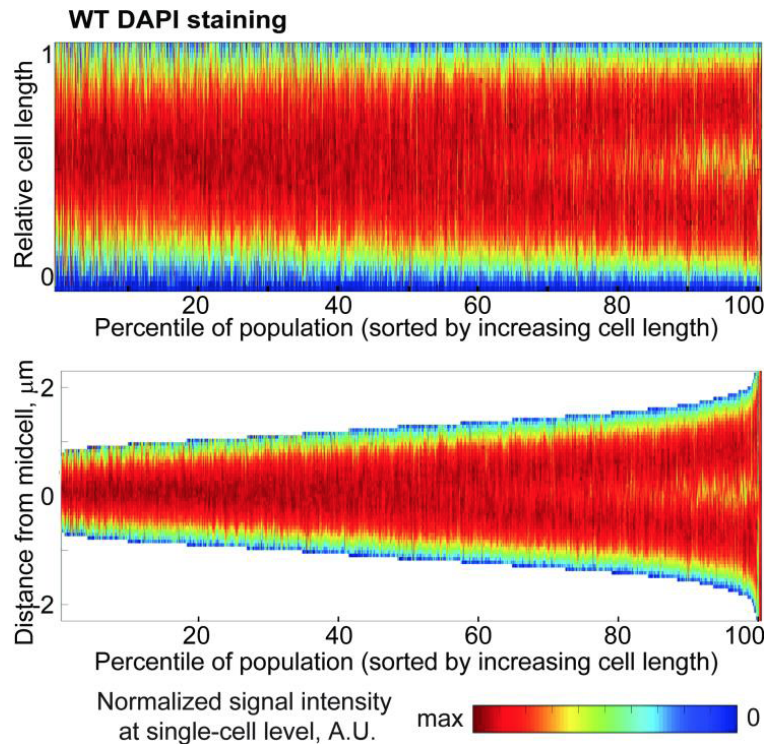 WT DAPI staining
1
Relative cell length
0
20 40 60 80 100
Percentile of population (sorted by increasing cell length)
2
Distance from midcell, μm
0
2
20 40 60 80 100
Percentile of population (sorted by increasing cell length)
Normalized signal intensity
at single-cell level, A.U.
max 0